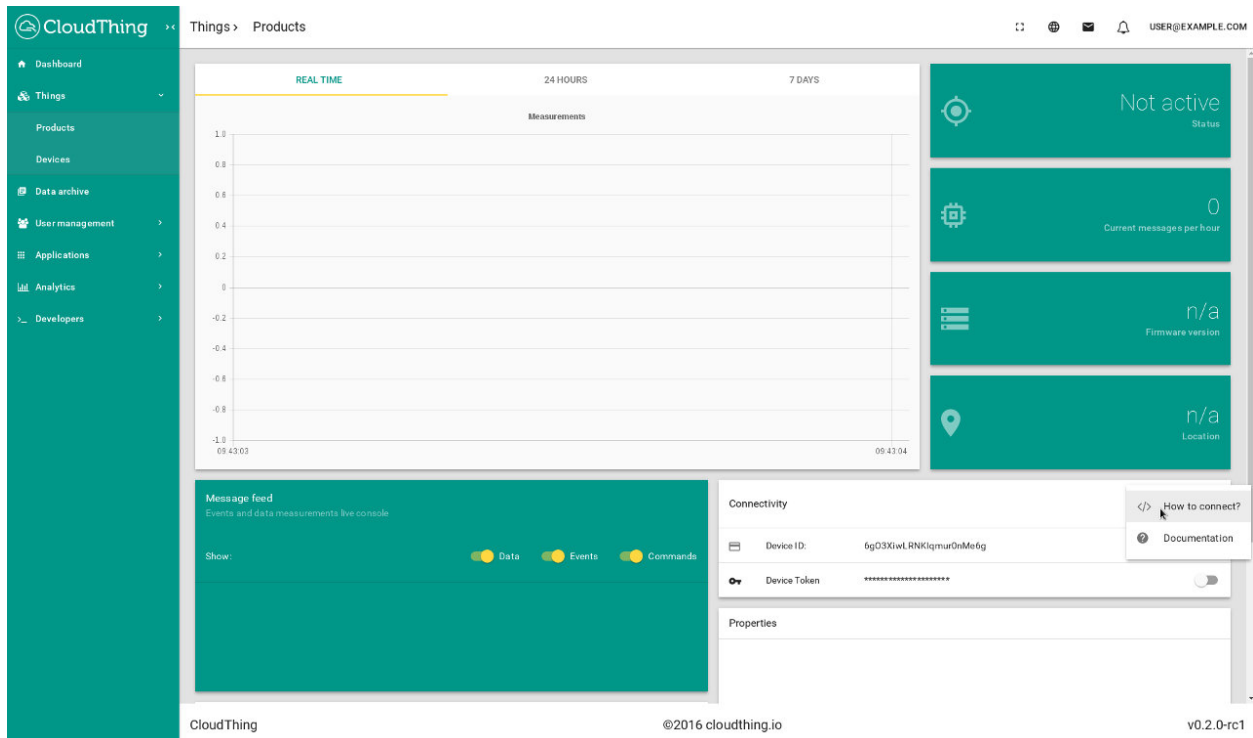 CloudThing
Things › Products
USER@EXAMPLE.COM
Dashboard
Things
Products
Devices
Data archive
User management
Applications
Analytics
Developers
REAL TIME
24 HOURS
7 DAYS
Measurements
1.0
0.8
0.6
0.4
0.2
0
-0.2
-0.4
-0.6
-0.8
-1.0
09:43:03
09:43:04
Not active
Status
0
Current messages per hour
n/a
Firmware version
n/a
Location
Message feed
Events and data measurements live console
Show:
Data
Events
Commands
Connectivity
</> How to connect?
Documentation
Device ID: 6gO3XiwLRNKlqmur0nMe6g
Device Token *********************
Properties
CloudThing
©2016 cloudthing.io
v0.2.0-rc1